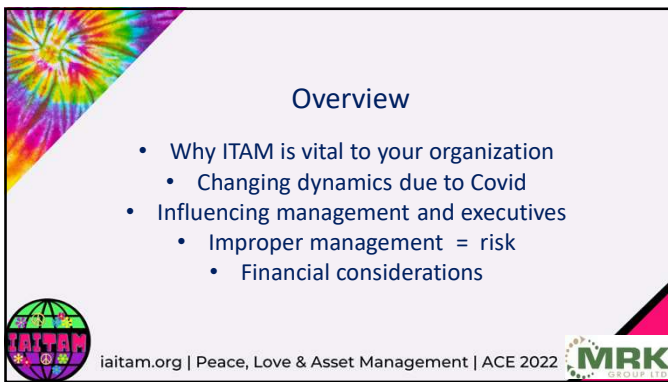 Overview
• Why ITAM is vital to your organization
• Changing dynamics due to Covid
• Influencing management and executives
• Improper management = risk
• Financial considerations
IAITAM
iaitam.org | Peace, Love & Asset Management | ACE 2022
MRK
GROUP LTD